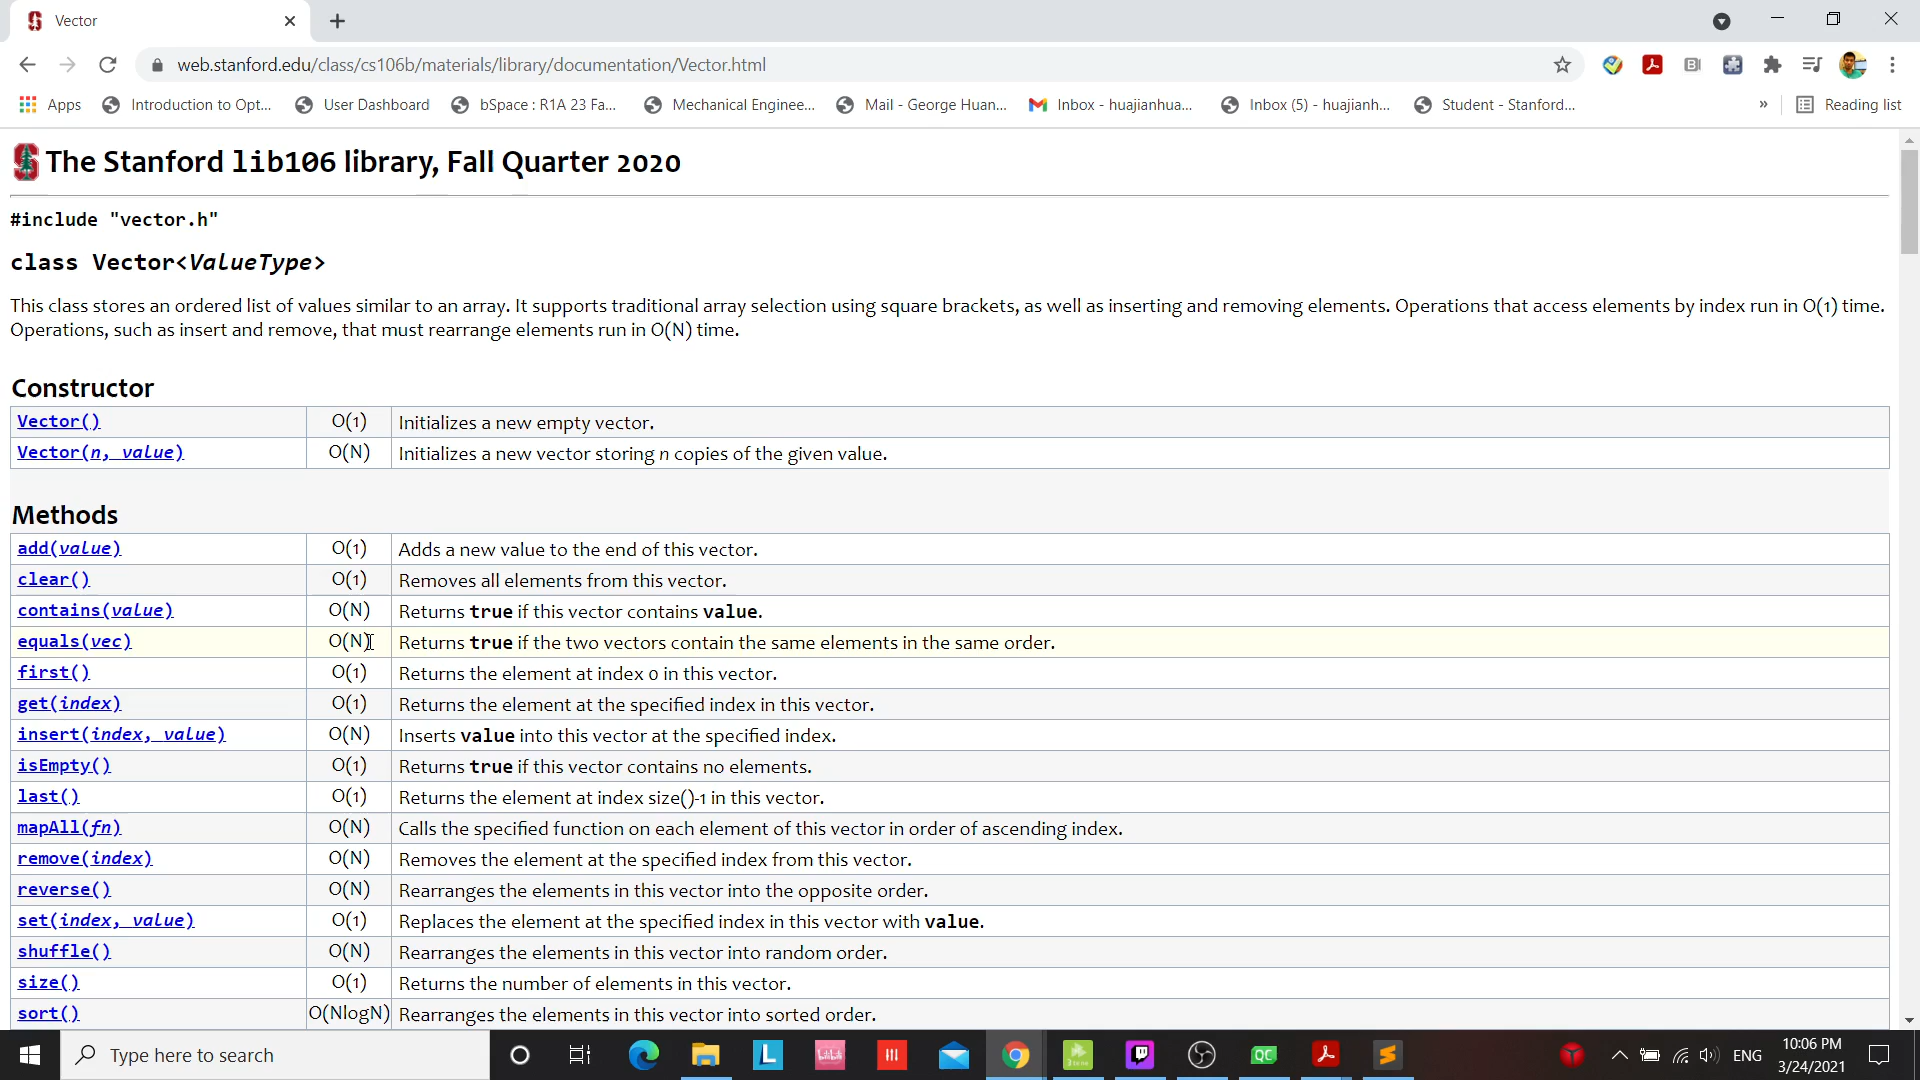 Vector
web.stanford.edu/class/cs106b/materials/library/documentation/Vector.html
Apps Introduction to Opt... User Dashboard bSpace : R1A 23 Fa... Mechanical Enginee... Mail - George Huan... Inbox - huajianhua... Inbox (5) - huajianh... Student - Stanford... » Reading list
The Stanford lib106 library, Fall Quarter 2020
#include "vector.h"
class Vector<ValueType>
This class stores an ordered list of values similar to an array. It supports traditional array selection using square brackets, as well as inserting and removing elements. Operations that access elements by index run in O(1) time.
Operations, such as insert and remove, that must rearrange elements run in O(N) time.
Constructor
Vector() O(1) Initializes a new empty vector.
Vector(n, value) O(N) Initializes a new vector storing n copies of the given value.
Methods
add(value) O(1) Adds a new value to the end of this vector.
clear() O(1) Removes all elements from this vector.
contains(value) O(N) Returns true if this vector contains value.
equals(vec) O(N) Returns true if the two vectors contain the same elements in the same order.
first() O(1) Returns the element at index 0 in this vector.
get(index) O(1) Returns the element at the specified index in this vector.
insert(index, value) O(N) Inserts value into this vector at the specified index.
isEmpty() O(1) Returns true if this vector contains no elements.
last() O(1) Returns the element at index size()-1 in this vector.
mapAll(fn) O(N) Calls the specified function on each element of this vector in order of ascending index.
remove(index) O(N) Removes the element at the specified index from this vector.
reverse() O(N) Rearranges the elements in this vector into the opposite order.
set(index, value) O(1) Replaces the element at the specified index in this vector with value.
shuffle() O(N) Rearranges the elements in this vector into random order.
size() O(1) Returns the number of elements in this vector.
sort() O(NlogN) Rearranges the elements in this vector into sorted order.
Type here to search
L
QC
ENG
10:06 PM
3/24/2021